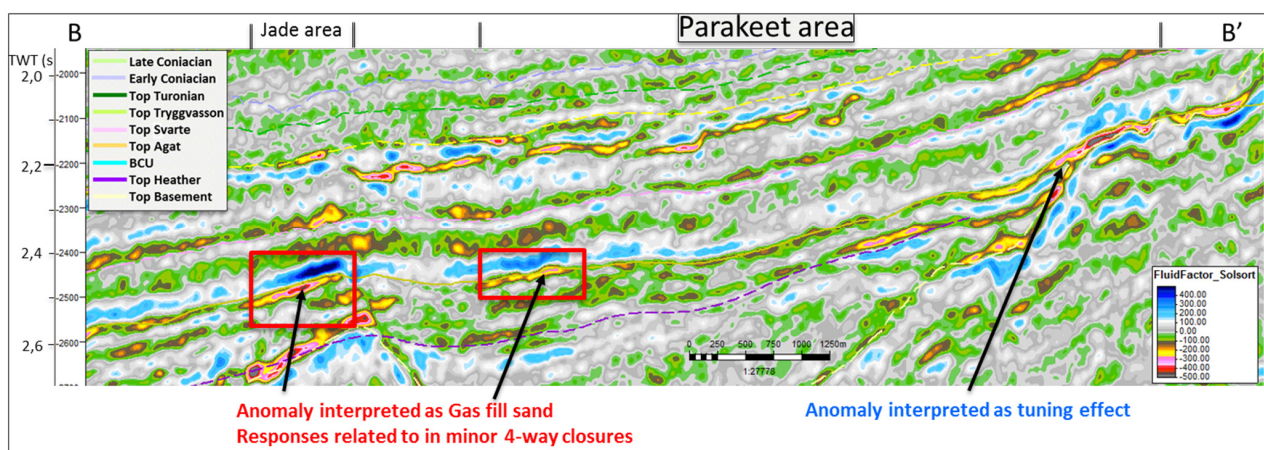 B
Jade area
Parakeet area
B'
TWT (s
2,0
2,2
2,4
2,6
-2000
-2100
-2200
-2300
-2400
-2500
-2600
Late Coniacian
Early Coniacian
Top Turonian
Top Tryggvasson
Top Svarte
Top Agat
BCU
Top Heather
Top Basement
FluidFactor_Solsort
400.00
300.00
200.00
100.00
0.00
-100.00
-200.00
-300.00
-400.00
-500.00
0 250 500 750 1000 1250m
1:27778
Anomaly interpreted as Gas fill sand
Responses related to in minor 4-way closures
Anomaly interpreted as tuning effect